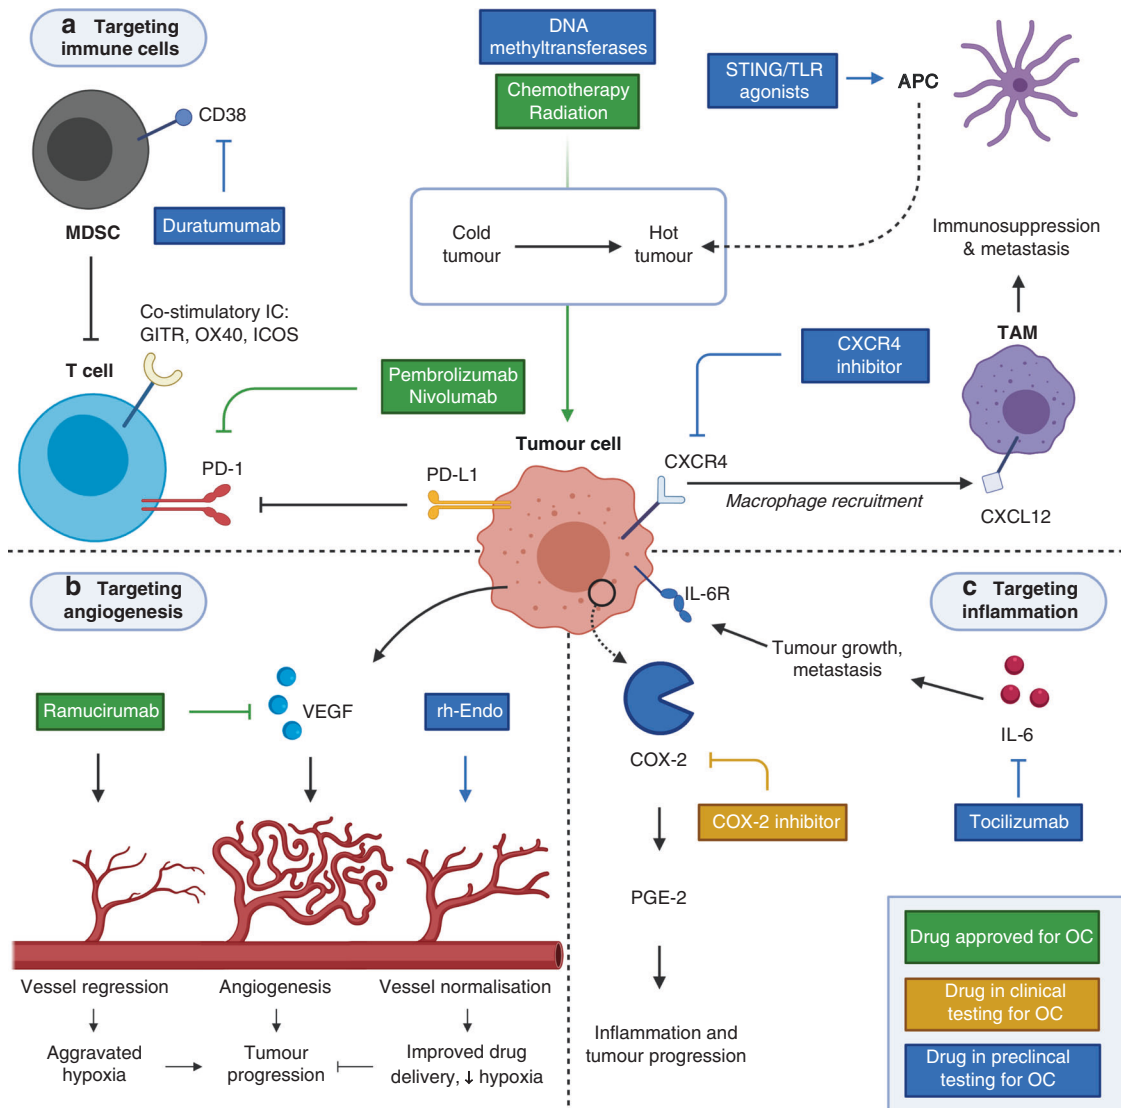 a Targeting
immune cells
CD38
Duratumumab
MDSC
Co-stimulatory IC:
GITR, OX40, ICOS
T cell
PD-1
DNA
methyltransferases
Chemotherapy
Radiation
STING/TLR
agonists
APC
Cold
tumour
Hot
tumour
Immunosuppression
& metastasis
TAM
Pembrolizumab
Nivolumab
CXCR4
inhibitor
Tumour cell
PD-L1
CXCR4
Macrophage recruitment
CXCL12
b Targeting
angiogenesis
Ramucirumab
VEGF
rh-Endo
Vessel regression
Angiogenesis
Vessel normalisation
Aggravated
hypoxia
Tumour
progression
Improved drug
delivery, ↓ hypoxia
c Targeting
inflammation
IL-6R
Tumour growth,
metastasis
IL-6
Tocilizumab
COX-2
COX-2 inhibitor
PGE-2
Inflammation and
tumour progression
Drug approved for OC
Drug in clinical
testing for OC
Drug in preclincal
testing for OC